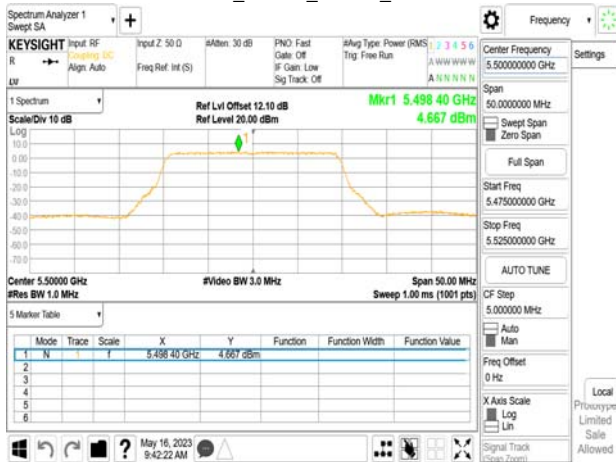 Spectrum Analyzer 1
Swept SA
+
Frequency
KEYSIGHT Input: RF Input Z: 50 Ω #Atten: 30 dB PNO: Fast #Avg Type: Power (RMS 1 2 3 4 5 6
R Coupling: DC Gate: Off Trig: Free Run A W W W W W
Align: Auto Freq Ref: Int (S) IF Gain: Low
Sig Track: Off A N N N N N
Center Frequency
5.500000000 GHz
Settings
Span
50.0000000 MHz
Swept Span
Zero Span
Full Span
Start Freq
5.475000000 GHz
Stop Freq
5.525000000 GHz
AUTO TUNE
CF Step
5.000000 MHz
Auto
Man
Freq Offset
0 Hz
X Axis Scale
Log
Lin
Signal Track
(Span Zoom)
Local
Prototype
Limited
Sale
Allowed
1 Spectrum
Ref Lvl Offset 12.10 dB Mkr1 5.498 40 GHz
Scale/Div 10 dB Ref Level 20.00 dBm 4.667 dBm
Log
10.0
0.00
-10.0
-20.0
-30.0
-40.0
-50.0
-60.0
-70.0
1
Center 5.50000 GHz #Video BW 3.0 MHz Span 50.00 MHz
#Res BW 1.0 MHz Sweep 1.00 ms (1001 pts)
5 Marker Table
Mode Trace Scale X Y Function Function Width Function Value
1 N 1 f 5.498 40 GHz 4.667 dBm
2
3
4
5
6
? May 16, 2023
9:42:22 AM